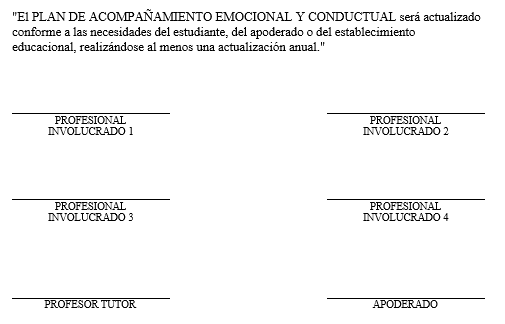 "El PLAN DE ACOMPAÑAMIENTO EMOCIONAL Y CONDUCTUAL será actualizado
conforme a las necesidades del estudiante, del apoderado o del establecimiento
educacional, realizándose al menos una actualización anual."
PROFESIONAL
INVOLUCRADO 1
PROFESIONAL
INVOLUCRADO 2
PROFESIONAL
INVOLUCRADO 3
PROFESIONAL
INVOLUCRADO 4
PROFESOR TUTOR
APODERADO